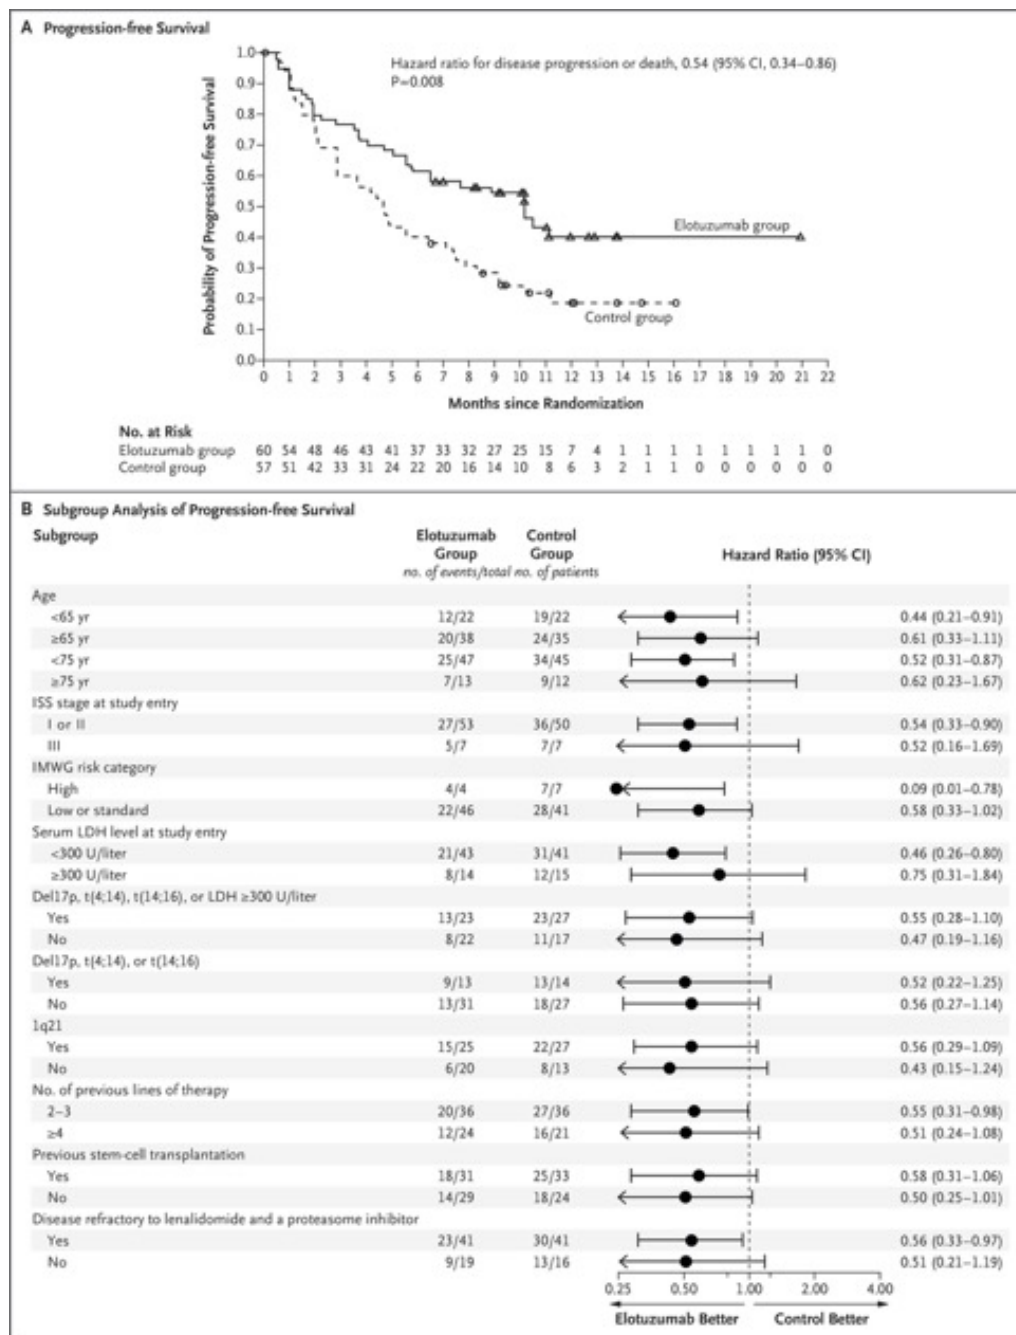 A Progression-free Survival
Hazard ratio for disease progression or death, 0.54 (95% CI, 0.34–0.86)
P=0.008
Probability of Progression-free Survival
1.0
0.9
0.8
0.7
0.6
0.5
0.4
0.3
0.2
0.1
0.0
Elotuzumab group
Control group
0 1 2 3 4 5 6 7 8 9 10 11 12 13 14 15 16 17 18 19 20 21 22
Months since Randomization
No. at Risk
Elotuzumab group 60 54 48 46 43 41 37 33 32 27 25 15 7 4 1 1 1 1 1 1 1 1 0
Control group 57 51 42 33 31 24 22 20 16 14 10 8 6 3 2 1 1 0 0 0 0 0 0
B Subgroup Analysis of Progression-free Survival
Subgroup Elotuzumab Group Control Group Hazard Ratio (95% CI)
no. of events/total no. of patients
Age
<65 yr 12/22 19/22 0.44 (0.21–0.91)
≥65 yr 20/38 24/35 0.61 (0.33–1.11)
<75 yr 25/47 34/45 0.52 (0.31–0.87)
≥75 yr 7/13 9/12 0.62 (0.23–1.67)
ISS stage at study entry
I or II 27/53 36/50 0.54 (0.33–0.90)
III 5/7 7/7 0.52 (0.16–1.69)
IMWG risk category
High 4/4 7/7 0.09 (0.01–0.78)
Low or standard 22/46 28/41 0.58 (0.33–1.02)
Serum LDH level at study entry
<300 U/liter 21/43 31/41 0.46 (0.26–0.80)
≥300 U/liter 8/14 12/15 0.75 (0.31–1.84)
Del17p, t(4;14), t(14;16), or LDH ≥300 U/liter
Yes 13/23 23/27 0.55 (0.28–1.10)
No 8/22 11/17 0.47 (0.19–1.16)
Del17p, t(4;14), or t(14;16)
Yes 9/13 13/14 0.52 (0.22–1.25)
No 13/31 18/27 0.56 (0.27–1.14)
1q21
Yes 15/25 22/27 0.56 (0.29–1.09)
No 6/20 8/13 0.43 (0.15–1.24)
No. of previous lines of therapy
2–3 20/36 27/36 0.55 (0.31–0.98)
≥4 12/24 16/21 0.51 (0.24–1.08)
Previous stem-cell transplantation
Yes 18/31 25/33 0.58 (0.31–1.06)
No 14/29 18/24 0.50 (0.25–1.01)
Disease refractory to lenalidomide and a proteasome inhibitor
Yes 23/41 30/41 0.56 (0.33–0.97)
No 9/19 13/16 0.51 (0.21–1.19)
0.25 0.50 1.00 2.00 4.00
Elotuzumab Better Control Better